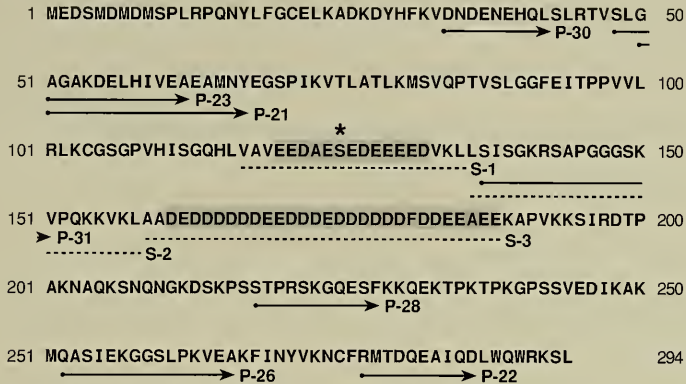 1 MEDSMDMDMSPLRPQNYLFGCELKADKDYHFKVDNDENEHQLSLRTVSLG 50
P-30
51 AGAKDELHIVEAEAMNYEGSPIKVTLATLKMSVQPTVSLGGFEITPPVVL 100
P-23
P-21
*
101 RLKCGSGPVHISGQHLVAVEEDAESEDEEEEDVKLLSISGKRSAPGGGSK 150
S-1
151 VPQKKVKLAADEDDDDDDEEDDDEDDDDDDFDDEEAEEKAPVKKSIRDTP 200
P-31 S-3
S-2
201 AKNAQKSNQNGKDSKPSSTPRSKGQESFKKQEKTPKTPKGPSSVEDIKAK 250
P-28
251 MQASIEKGGSLPKVEAKFINYVKNCFRMTDQEAIQDLWQWRKSL 294
P-26 P-22